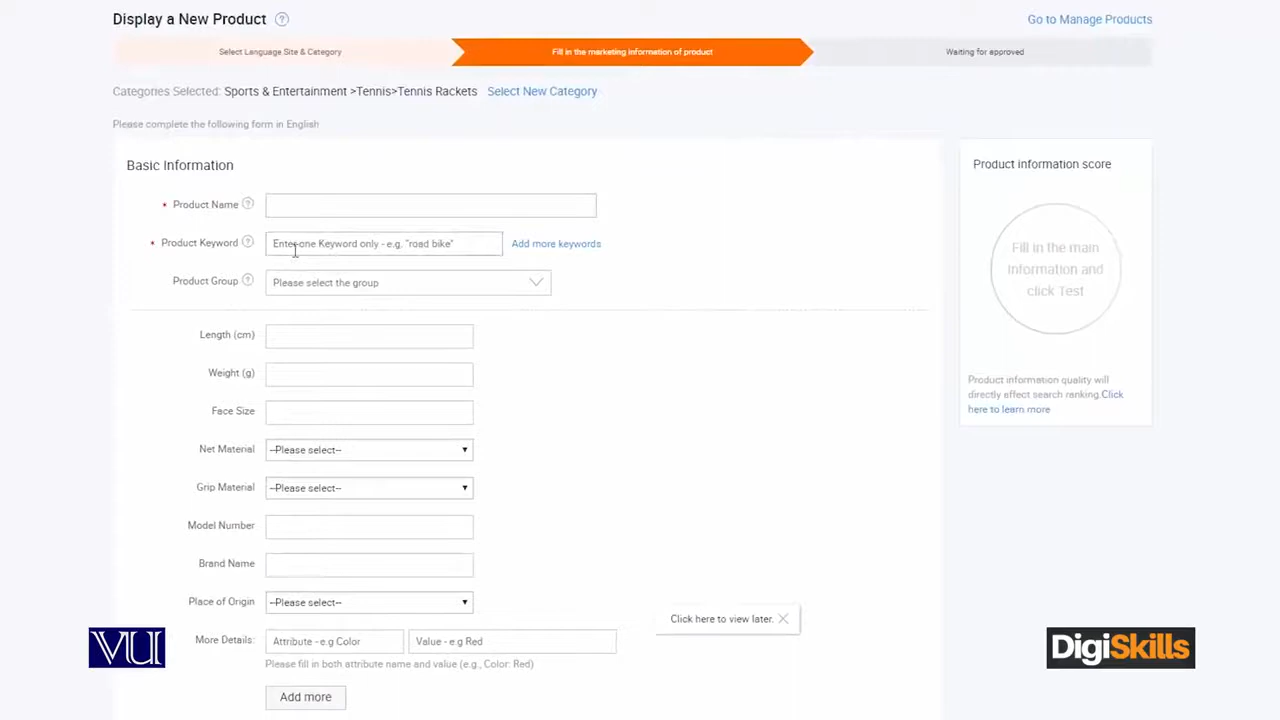 Display a New Product ?
Go to Manage Products
Select Language Site & Category
Fill in the marketing information of product
Waiting for approved
Categories Selected: Sports & Entertainment >Tennis>Tennis Rackets Select New Category
Please complete the following form in English
Basic Information
* Product Name ?
* Product Keyword ? Enter one Keyword only - e.g. "road bike" Add more keywords
Product Group ? Please select the group
Length (cm)
Weight (g)
Face Size
Net Material --Please select--
Grip Material --Please select--
Model Number
Brand Name
Place of Origin --Please select--
More Details: Attribute - e.g Color Value - e.g Red
Please fill in both attribute name and value (e.g., Color: Red)
Add more
Product information score
Fill in the main
information and
click Test
Product information quality will
directly affect search ranking.Click
here to learn more
Click here to view later.
VU
DigiSkills